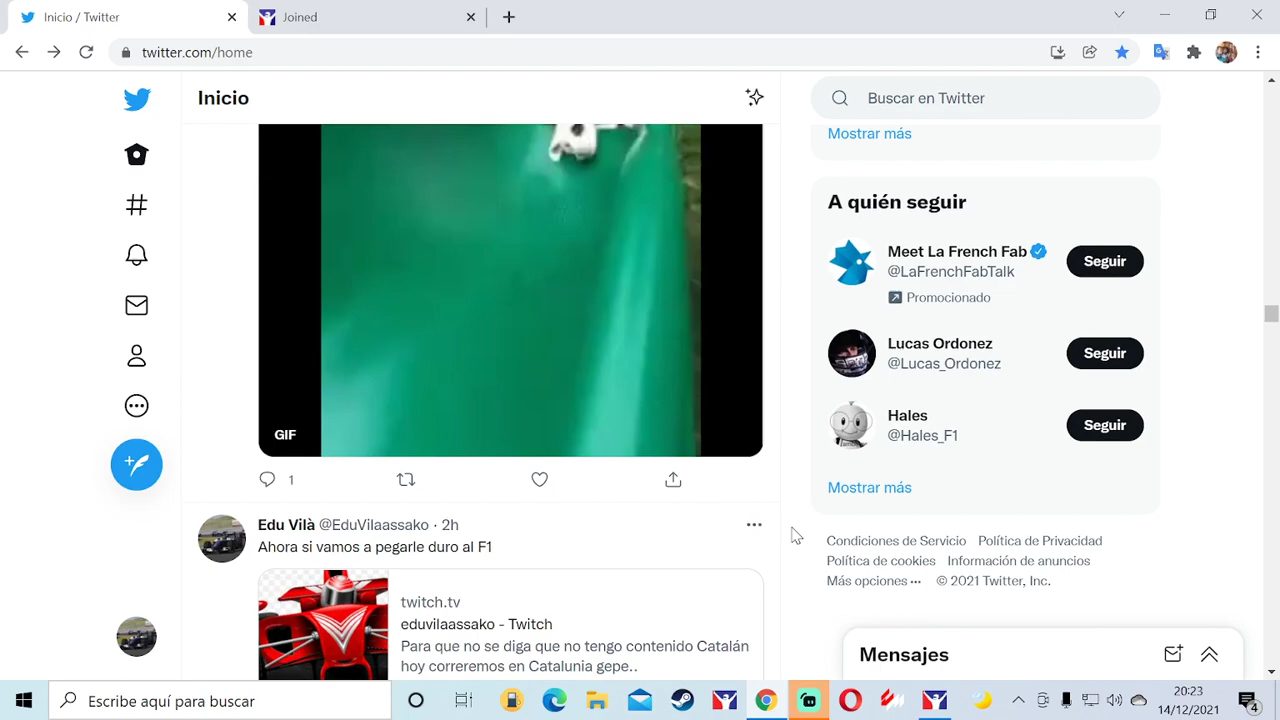 Inicio / Twitter
Joined
twitter.com/home
Inicio
Buscar en Twitter
Mostrar más
A quién seguir
Meet La French Fab
@LaFrenchFabTalk
Promocionado
Seguir
Lucas Ordonez
@Lucas_Ordonez
Seguir
Hales
@Hales_F1
Seguir
Mostrar más
GIF
1
Edu Vilà @EduVilaassako · 2h
Ahora si vamos a pegarle duro al F1
twitch.tv
eduvilaassako - Twitch
Para que no se diga que no tengo contenido Catalán
hoy correremos en Catalunia gepe..
Condiciones de Servicio Política de Privacidad
Política de cookies Información de anuncios
Más opciones ··· © 2021 Twitter, Inc.
Mensajes
Escribe aquí para buscar
20:23
14/12/2021
4